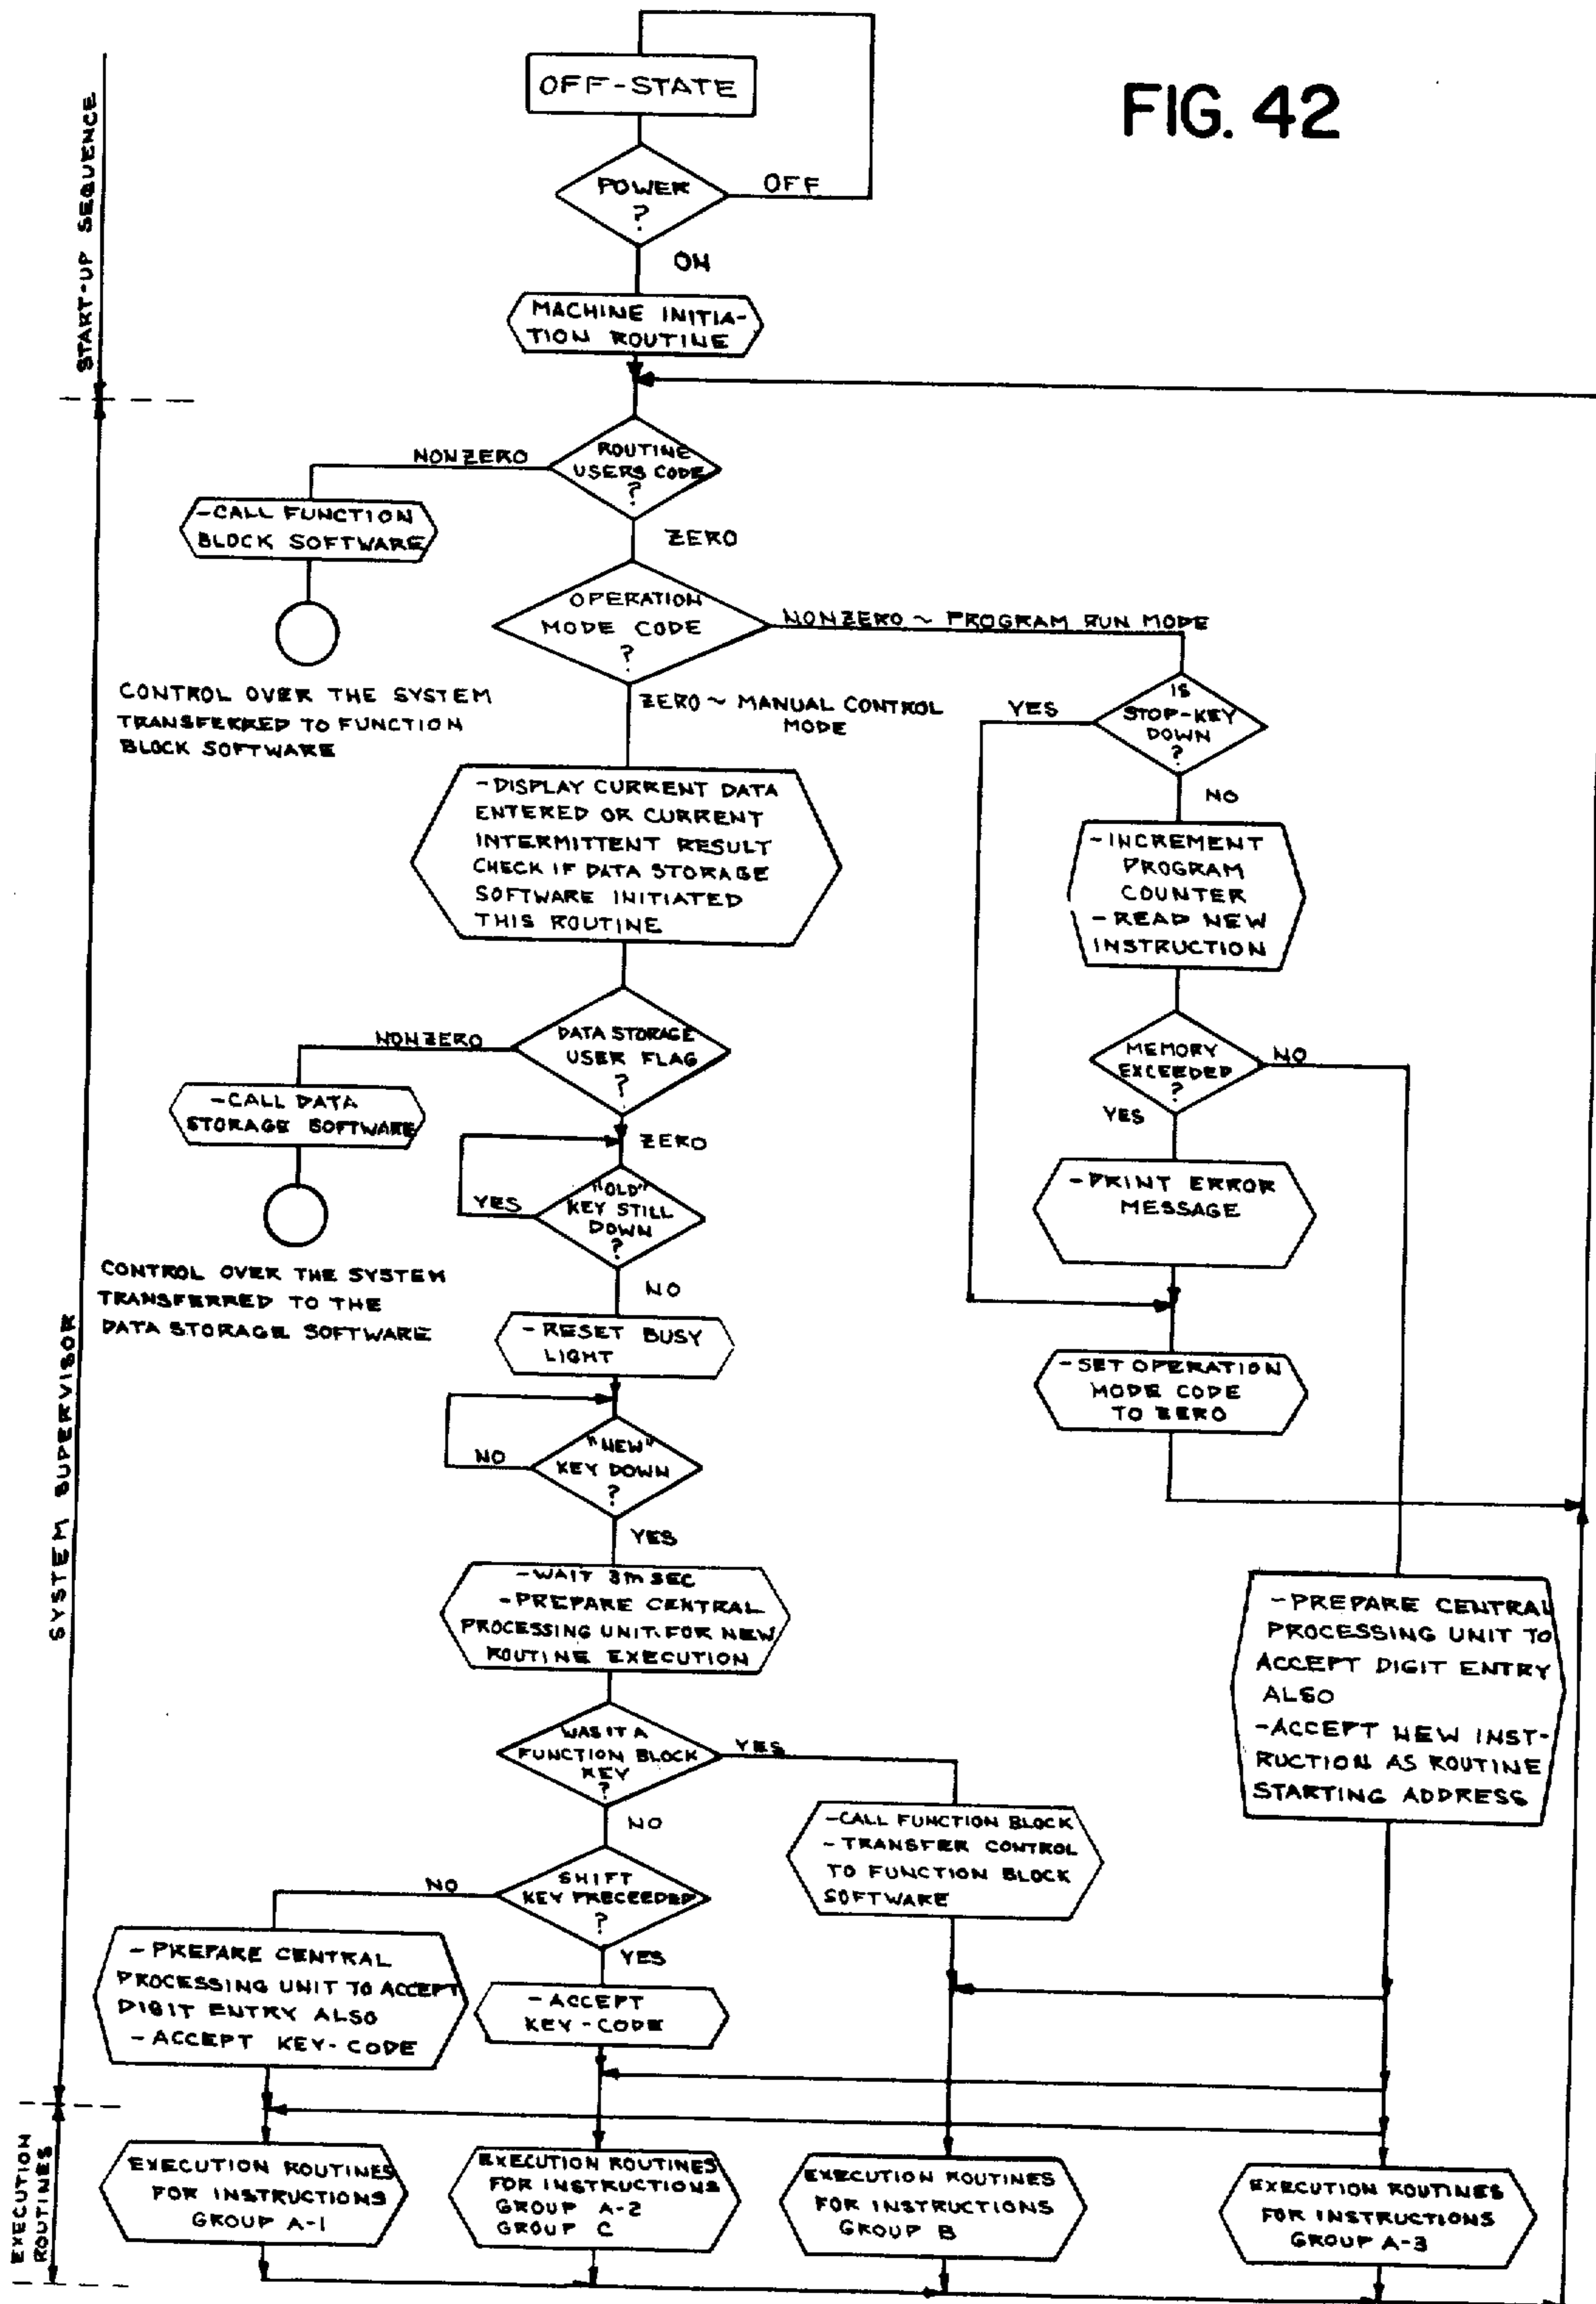 FIG. 42
START-UP SEQUENCE
OFF-STATE
POWER
?
OFF
ON
MACHINE INITIA-
TION ROUTINE
SYSTEM SUPERVISOR
ROUTINE
USERS CODE
?
NONZERO
-CALL FUNCTION
BLOCK SOFTWARE
CONTROL OVER THE SYSTEM
TRANSFERRED TO FUNCTION
BLOCK SOFTWARE
ZERO
OPERATION
MODE CODE
?
NONZERO ~ PROGRAM RUN MODE
ZERO ~ MANUAL CONTROL
MODE
IS
STOP-KEY
DOWN
?
YES
NO
-DISPLAY CURRENT DATA
ENTERED OR CURRENT
INTERMITTENT RESULT
CHECK IF DATA STORAGE
SOFTWARE INITIATED
THIS ROUTINE
-INCREMENT
PROGRAM
COUNTER
-READ NEW
INSTRUCTION
DATA STORAGE
USER FLAG
?
NONZERO
-CALL DATA
STORAGE SOFTWARE
CONTROL OVER THE SYSTEM
TRANSFERRED TO THE
DATA STORAGE SOFTWARE
ZERO
MEMORY
EXCEEDED
?
NO
YES
-PRINT ERROR
MESSAGE
"OLD"
KEY STILL
DOWN
?
YES
NO
-RESET BUSY
LIGHT
-SET OPERATION
MODE CODE
TO ZERO
"NEW"
KEY DOWN
?
NO
YES
-WAIT 3m SEC
-PREPARE CENTRAL
PROCESSING UNIT FOR NEW
ROUTINE EXECUTION
-PREPARE CENTRAL
PROCESSING UNIT TO
ACCEPT DIGIT ENTRY
ALSO
-ACCEPT NEW INST-
RUCTION AS ROUTINE
STARTING ADDRESS
WAS IT A
FUNCTION BLOCK
KEY
?
YES
NO
-CALL FUNCTION BLOCK
-TRANSFER CONTROL
TO FUNCTION BLOCK
SOFTWARE
SHIFT
KEY PRECEEDED
?
NO
YES
-PREPARE CENTRAL
PROCESSING UNIT TO ACCEPT
DIGIT ENTRY ALSO
-ACCEPT KEY-CODE
-ACCEPT
KEY-CODE
EXECUTION
ROUTINES
EXECUTION ROUTINES
FOR INSTRUCTIONS
GROUP A-1
EXECUTION ROUTINES
FOR INSTRUCTIONS
GROUP A-2
GROUP C
EXECUTION ROUTINES
FOR INSTRUCTIONS
GROUP B
EXECUTION ROUTINES
FOR INSTRUCTIONS
GROUP A-3